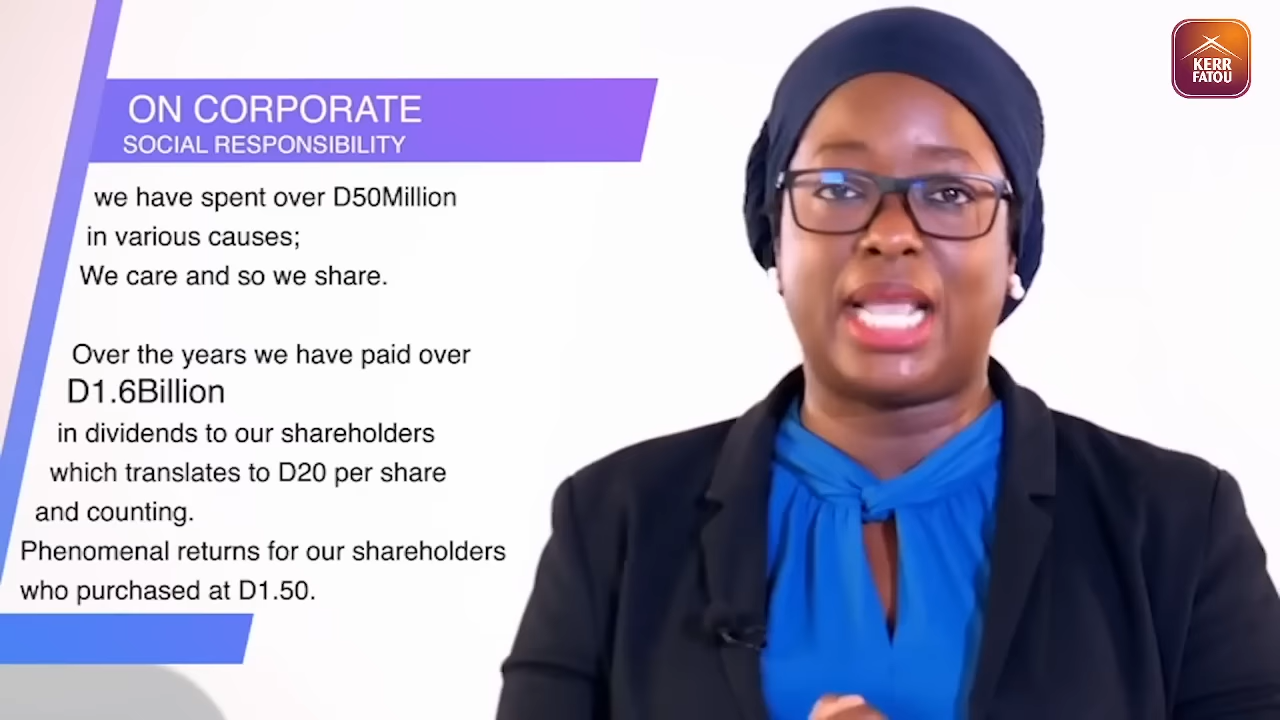 ON CORPORATE
SOCIAL RESPONSIBILITY
we have spent over D50Million
in various causes;
We care and so we share.
Over the years we have paid over
D1.6Billion
in dividends to our shareholders
which translates to D20 per share
and counting.
Phenomenal returns for our shareholders
who purchased at D1.50.
KERR
FATOU